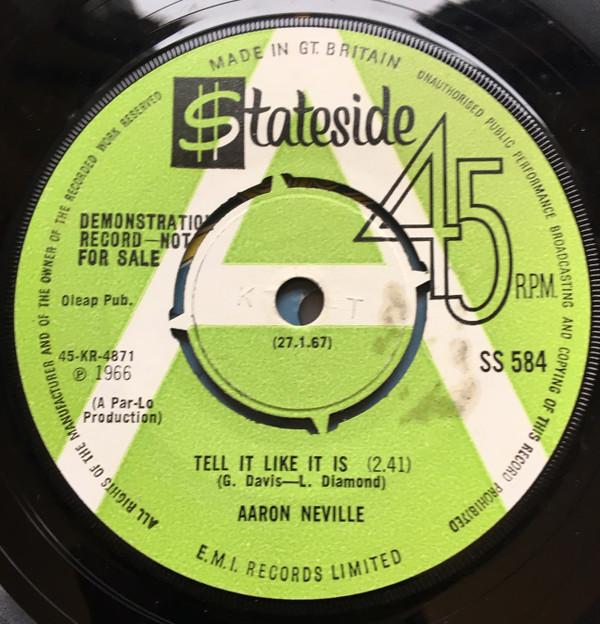 MADE IN GT. BRITAIN
UNAUTHORISED PUBLIC PERFORMANCE BROADCASTING AND COPYING OF THIS RECORD PROHIBITED
ALL RIGHTS OF THE MANUFACTURER AND OF THE OWNER OF THE RECORDED WORK RESERVED
$tateside
45
R.P.M.
DEMONSTRATION
RECORD—NOT
FOR SALE
Oleap Pub.
K T
(27.1.67)
45-KR-4871
℗ 1966
SS 584
(A Par-Lo
Production)
TELL IT LIKE IT IS (2.41)
(G. Davis—L. Diamond)
AARON NEVILLE
E.M.I. RECORDS LIMITED